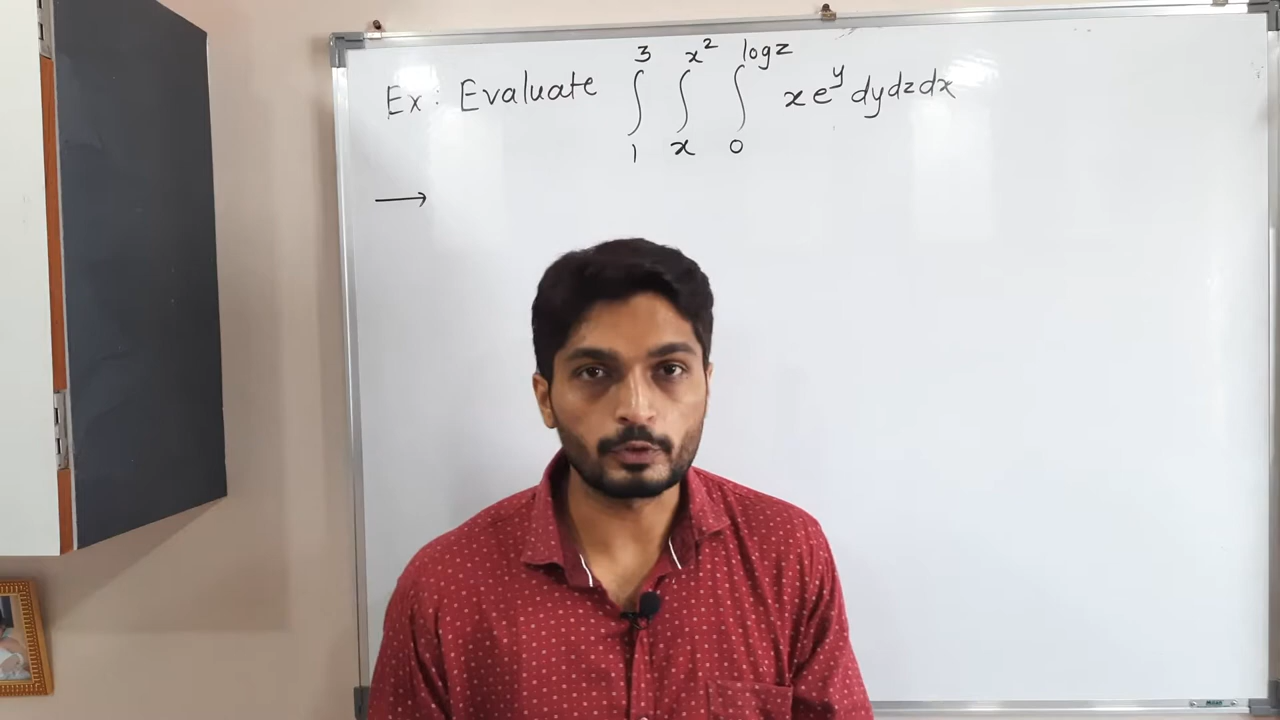 Ex: Evaluate ∫₁³ ∫ₓ^{x²} ∫₀^{log z} x e^y dy dz dx
→